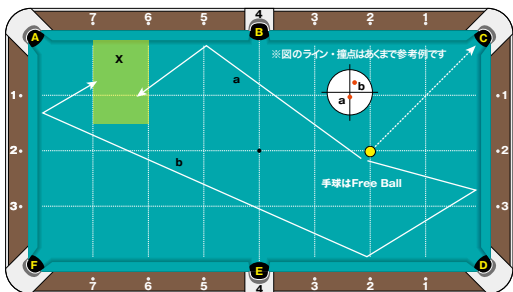 7 5 4 3 2 1
A B C
X
※図のライン・撞点はあくまで参考例です
a
b
a
1 1
2 2
b
手球はFree Ball
3 3
F E D
7 6 5 4 3 2 1